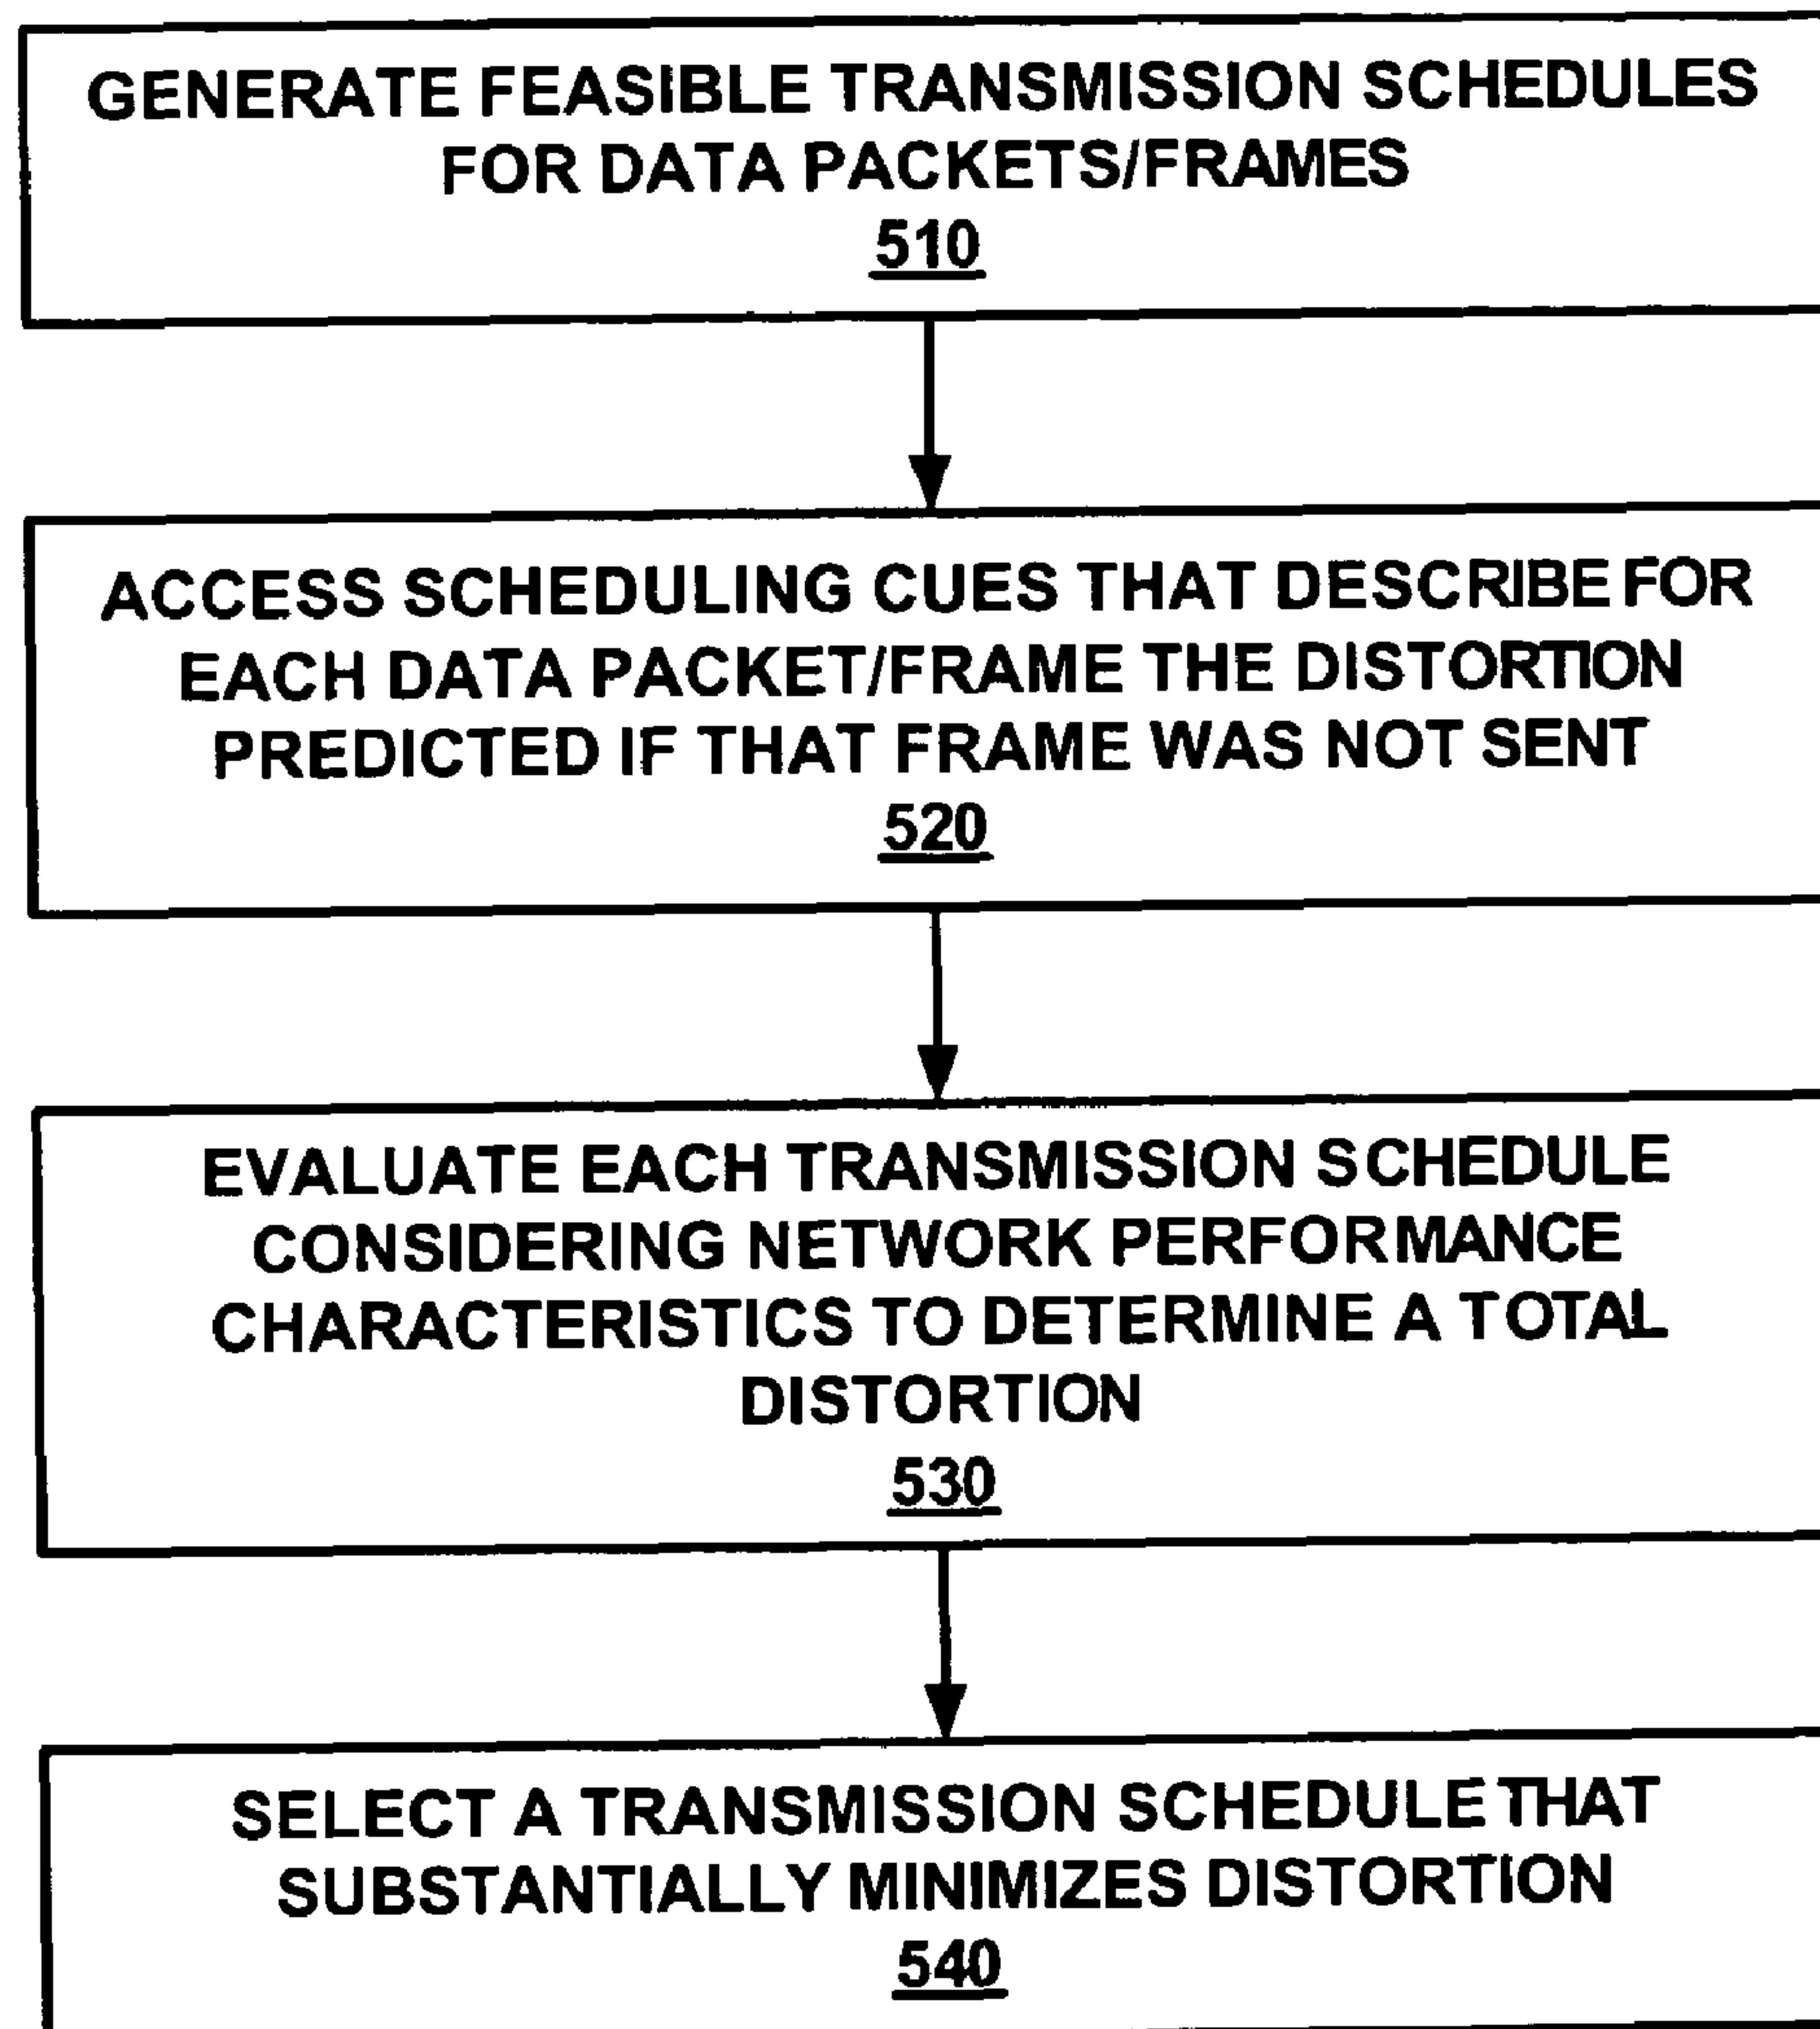 GENERATE FEASIBLE TRANSMISSION SCHEDULES
FOR DATA PACKETS/FRAMES
510
ACCESS SCHEDULING CUES THAT DESCRIBE FOR
EACH DATA PACKET/FRAME THE DISTORTION
PREDICTED IF THAT FRAME WAS NOT SENT
520
EVALUATE EACH TRANSMISSION SCHEDULE
CONSIDERING NETWORK PERFORMANCE
CHARACTERISTICS TO DETERMINE A TOTAL
DISTORTION
530
SELECT A TRANSMISSION SCHEDULE THAT
SUBSTANTIALLY MINIMIZES DISTORTION
540